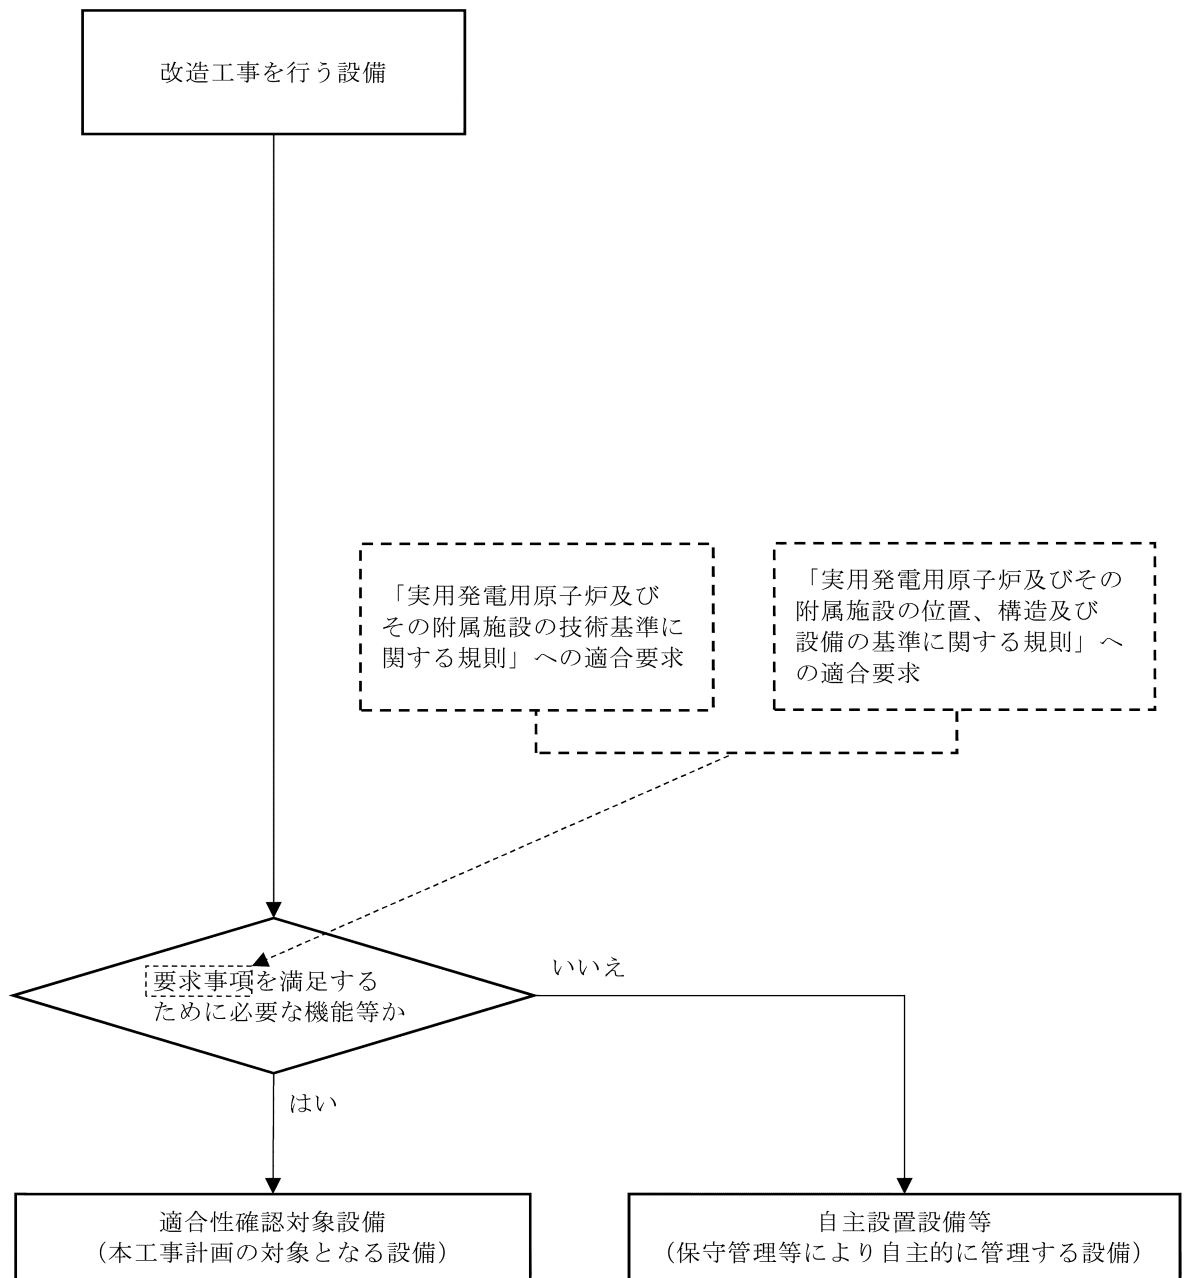 改造工事を行う設備
「実用発電用原子炉及び
その附属施設の技術基準に
関する規則」への適合要求
「実用発電用原子炉及びその
附属施設の位置、構造及び
設備の基準に関する規則」へ
の適合要求
要求事項を満足する
ために必要な機能等か
いいえ
はい
適合性確認対象設備
（本工事計画の対象となる設備）
自主設置設備等
（保守管理等により自主的に管理する設備）